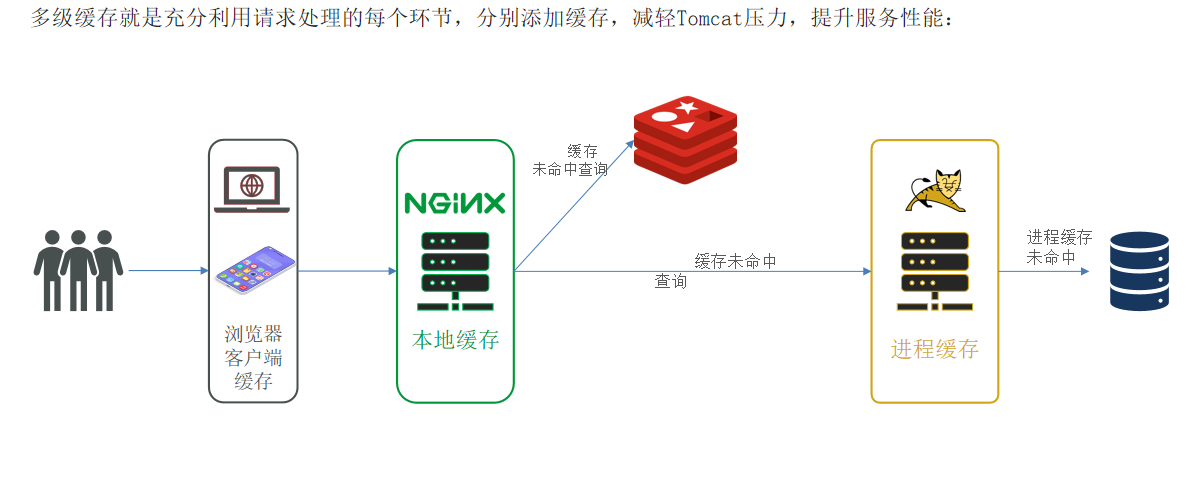 多级缓存就是充分利用请求处理的每个环节，分别添加缓存，减轻Tomcat压力，提升服务性能：
缓存
未命中查询
NGINX
缓存未命中
查询
进程缓存
未命中
浏览器
客户端
缓存
本地缓存
进程缓存